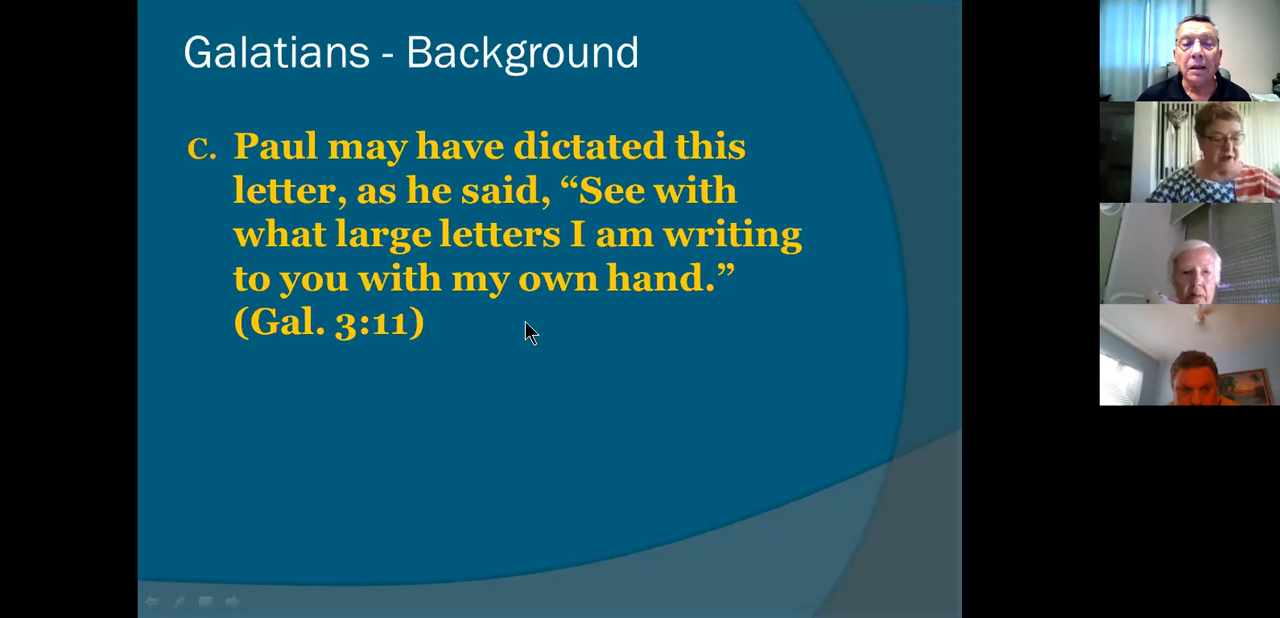 Galatians - Background
C. Paul may have dictated this
letter, as he said, “See with
what large letters I am writing
to you with my own hand.”
(Gal. 3:11)